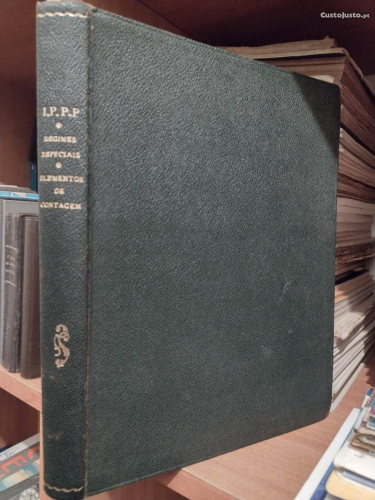 CustoJusto.pt
I.P.P.P
REGIMES
ESPECIAIS
ELEMENTOS
DE
CONTAGEM